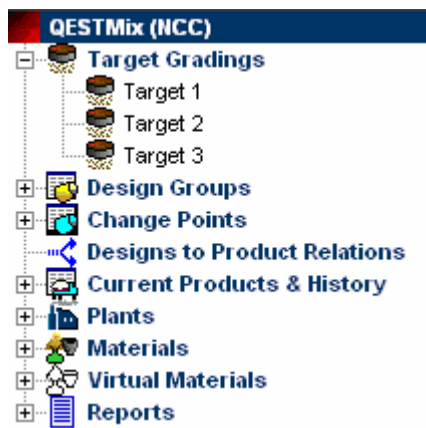 QESTMix (NCC)
Target Gradings
Target 1
Target 2
Target 3
Design Groups
Change Points
Designs to Product Relations
Current Products & History
Plants
Materials
Virtual Materials
Reports